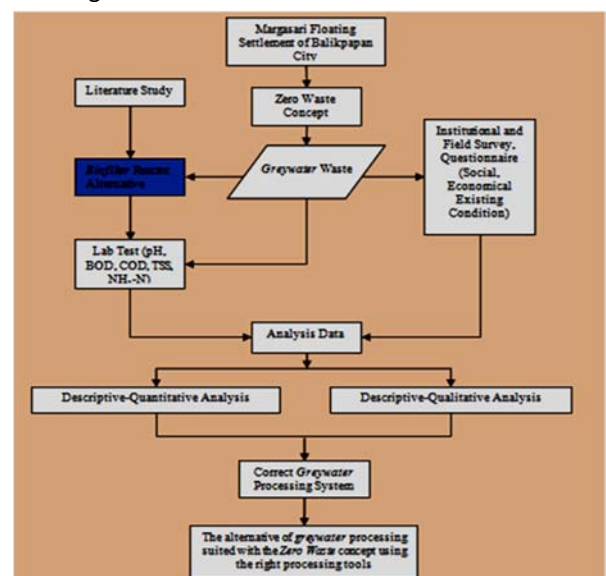 Margasari Floating
Settlement of Balikpapan
City
Literature Study
Zero Waste
Concept
Institutional and
Field Survey,
Questionnaire
(Social,
Economical
Existing
Condition)
Biofilter
Alternative
Greywater Waste
Lab Test (pH,
BOD, COD, TSS,
Analysis Data
Descriptive-Quantitative Analysis
Descriptive-Qualitative Analysis
Correct Greywater
Processing System
The alternative of greywater processing
suited with the Zero Waste concept using
the right processing tools